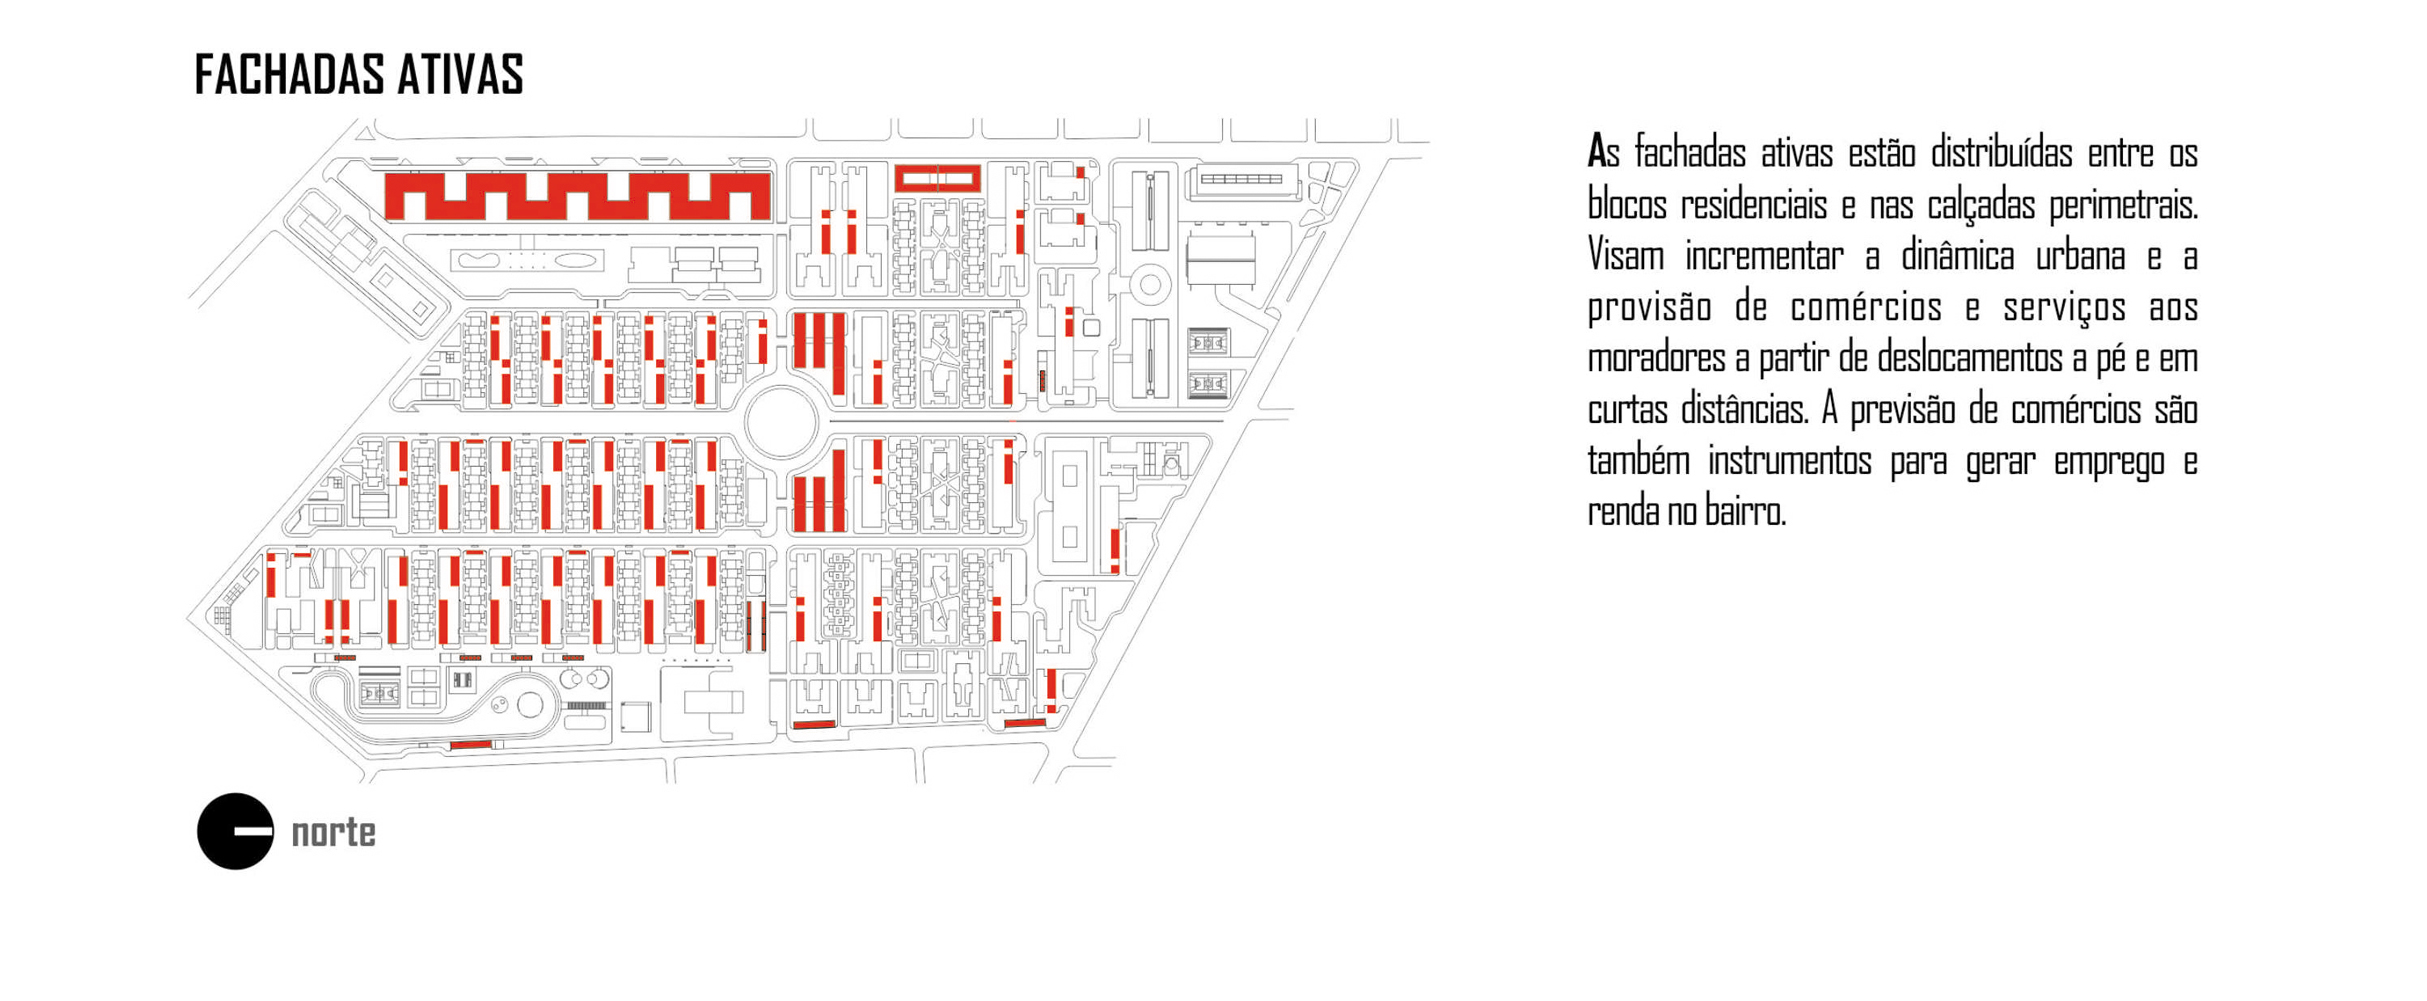 FACHADAS ATIVAS
As fachadas ativas estão distribuídas entre os
blocos residenciais e nas calçadas perimetrais.
Visam incrementar a dinâmica urbana e a
provisão de comércios e serviços aos
moradores a partir de deslocamentos a pé e em
curtas distâncias. A previsão de comércios são
também instrumentos para gerar emprego e
renda no bairro.
norte